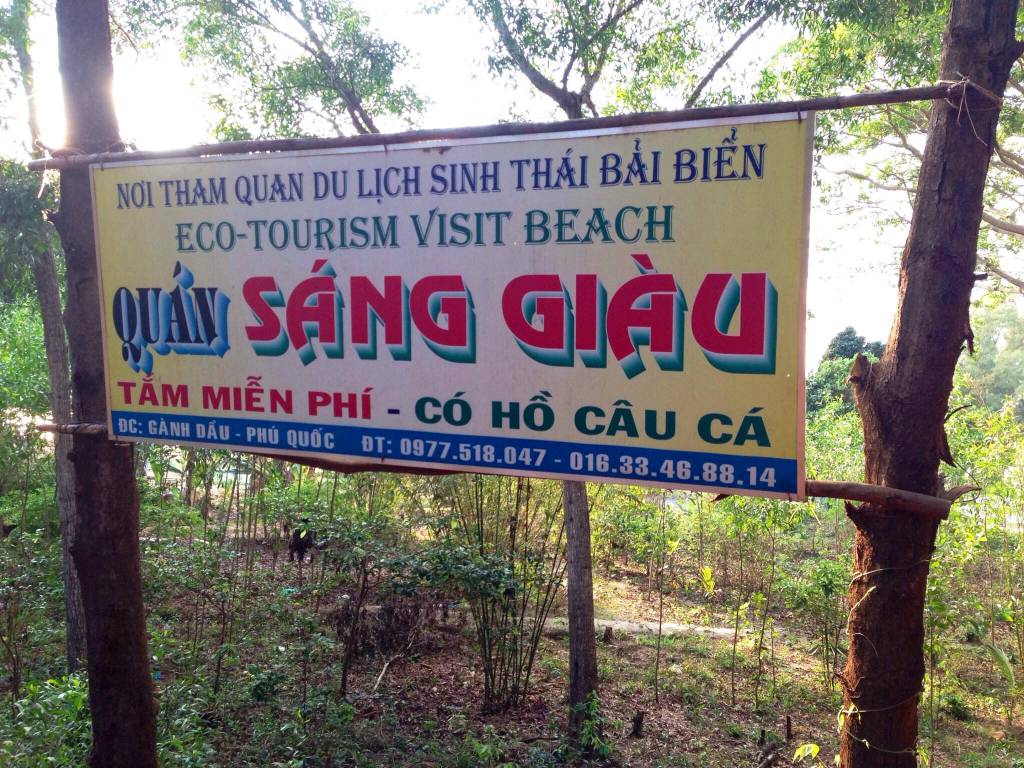 NƠI THAM QUAN DU LỊCH SINH THÁI BẢI BIỂN
ECO-TOURISM VISIT BEACH
QUÁN SÁNG GIÀU
TẮM MIỄN PHÍ - CÓ HỒ CÂU CÁ
ĐC: GÀNH DẦU - PHÚ QUỐC ĐT: 0977.518.047 - 016.33.46.88.14